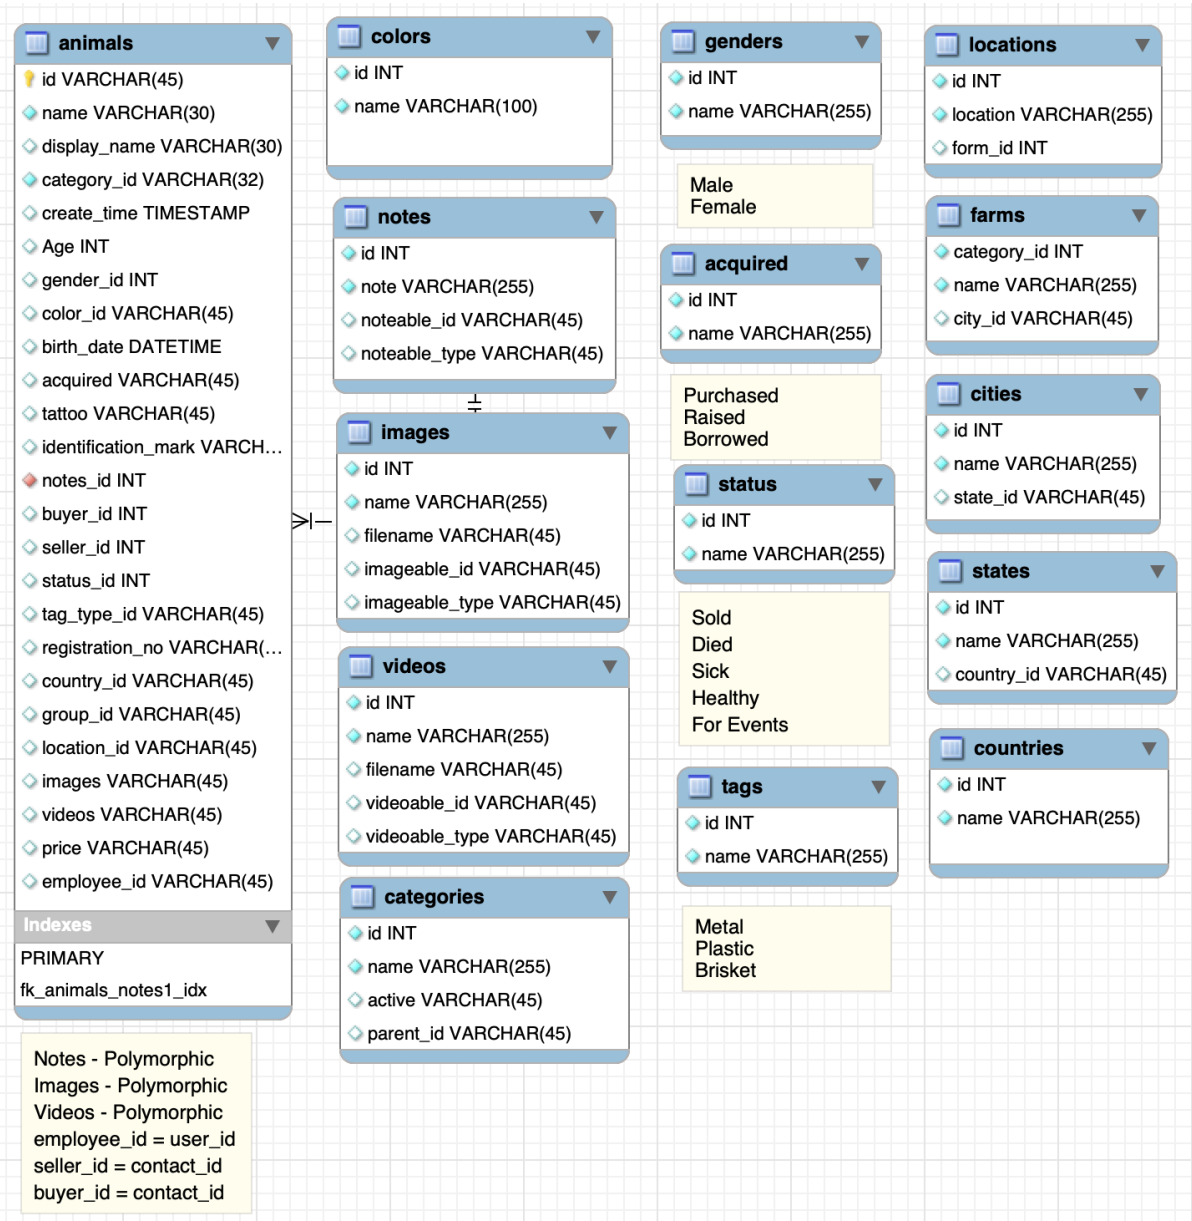 animals
id VARCHAR(45)
name VARCHAR(30)
display_name VARCHAR(30)
category_id VARCHAR(32)
create_time TIMESTAMP
Age INT
gender_id INT
color_id VARCHAR(45)
birth_date DATETIME
acquired VARCHAR(45)
tattoo VARCHAR(45)
identification_mark VARCH...
notes_id INT
buyer_id INT
seller_id INT
status_id INT
tag_type_id VARCHAR(45)
registration_no VARCHAR(...
country_id VARCHAR(45)
group_id VARCHAR(45)
location_id VARCHAR(45)
images VARCHAR(45)
videos VARCHAR(45)
price VARCHAR(45)
employee_id VARCHAR(45)
Indexes
PRIMARY
fk_animals_notes1_idx
Notes - Polymorphic
Images - Polymorphic
Videos - Polymorphic
employee_id = user_id
seller_id = contact_id
buyer_id = contact_id
colors
id INT
name VARCHAR(100)
notes
id INT
note VARCHAR(255)
noteable_id VARCHAR(45)
noteable_type VARCHAR(45)
images
id INT
name VARCHAR(255)
filename VARCHAR(45)
imageable_id VARCHAR(45)
imageable_type VARCHAR(45)
videos
id INT
name VARCHAR(255)
filename VARCHAR(45)
videoable_id VARCHAR(45)
videoable_type VARCHAR(45)
categories
id INT
name VARCHAR(255)
active VARCHAR(45)
parent_id VARCHAR(45)
genders
id INT
name VARCHAR(255)
Male
Female
acquired
id INT
name VARCHAR(255)
Purchased
Raised
Borrowed
status
id INT
name VARCHAR(255)
Sold
Died
Sick
Healthy
For Events
tags
id INT
name VARCHAR(255)
Metal
Plastic
Brisket
locations
id INT
location VARCHAR(255)
form_id INT
farms
category_id INT
name VARCHAR(255)
city_id VARCHAR(45)
cities
id INT
name VARCHAR(255)
state_id VARCHAR(45)
states
id INT
name VARCHAR(255)
country_id VARCHAR(45)
countries
id INT
name VARCHAR(255)